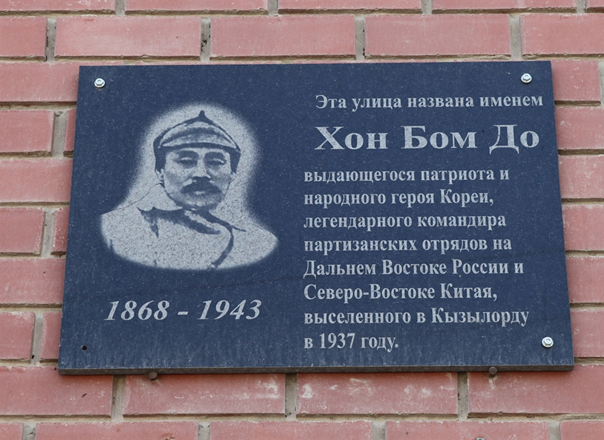 Эта улица названа именем
Хон Бом До
выдающегося патриота и
народного героя Кореи,
легендарного командира
партизанских отрядов на
Дальнем Востоке России и
Северо-Востоке Китая,
выселенного в Кызылорду
в 1937 году.
1868 - 1943